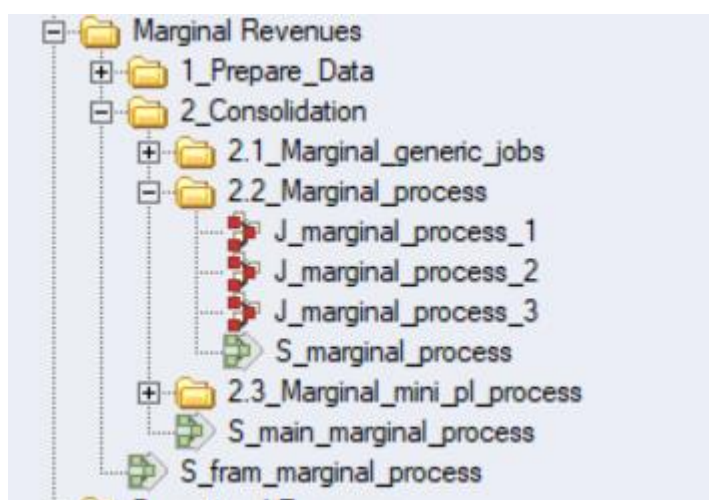 Marginal Revenues
1_Prepare_Data
2_Consolidation
2.1_Marginal_generic_jobs
2.2_Marginal_process
J_marginal_process_1
J_marginal_process_2
J_marginal_process_3
S_marginal_process
2.3_Marginal_mini_pl_process
S_main_marginal_process
S_fram_marginal_process